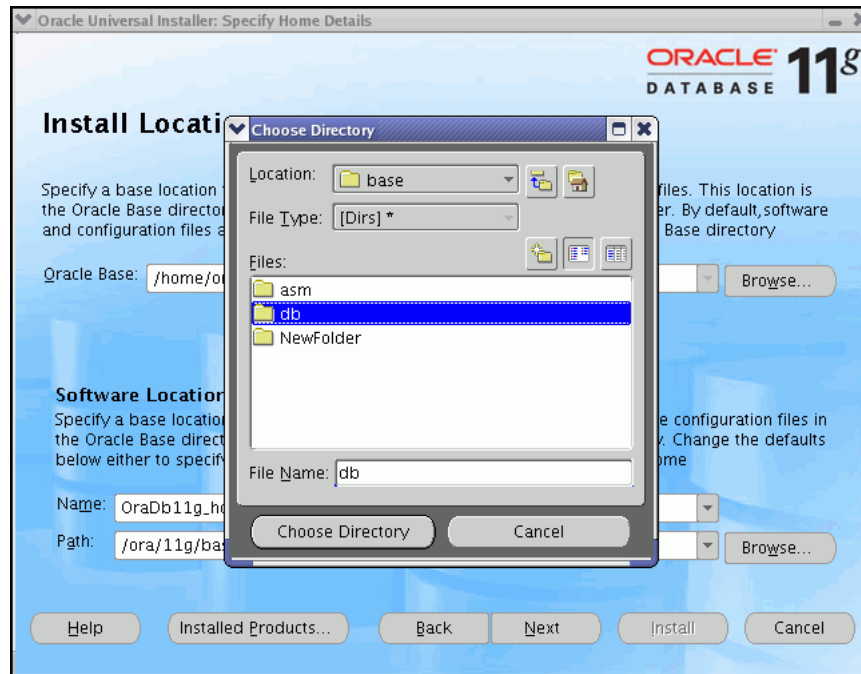 Oracle Universal Installer: Specify Home Details
ORACLE
DATABASE
11g
Install Locati
Choose Directory
Specify a base location
files. This location is
the Oracle Base director
er. By default, software
and configuration files a
Base directory
Location:
base
File Type:
[Dirs] *
Files:
asm
db
NewFolder
Oracle Base:
/home/or
Browse...
Software Location
Specify a base location
e configuration files in
the Oracle Base direct
. Change the defaults
below either to specify
ome
File Name:
db
Name:
OraDb11g_ho
Choose Directory
Cancel
Path:
/ora/11g/bas
Browse...
Help
Installed Products...
Back
Next
Install
Cancel